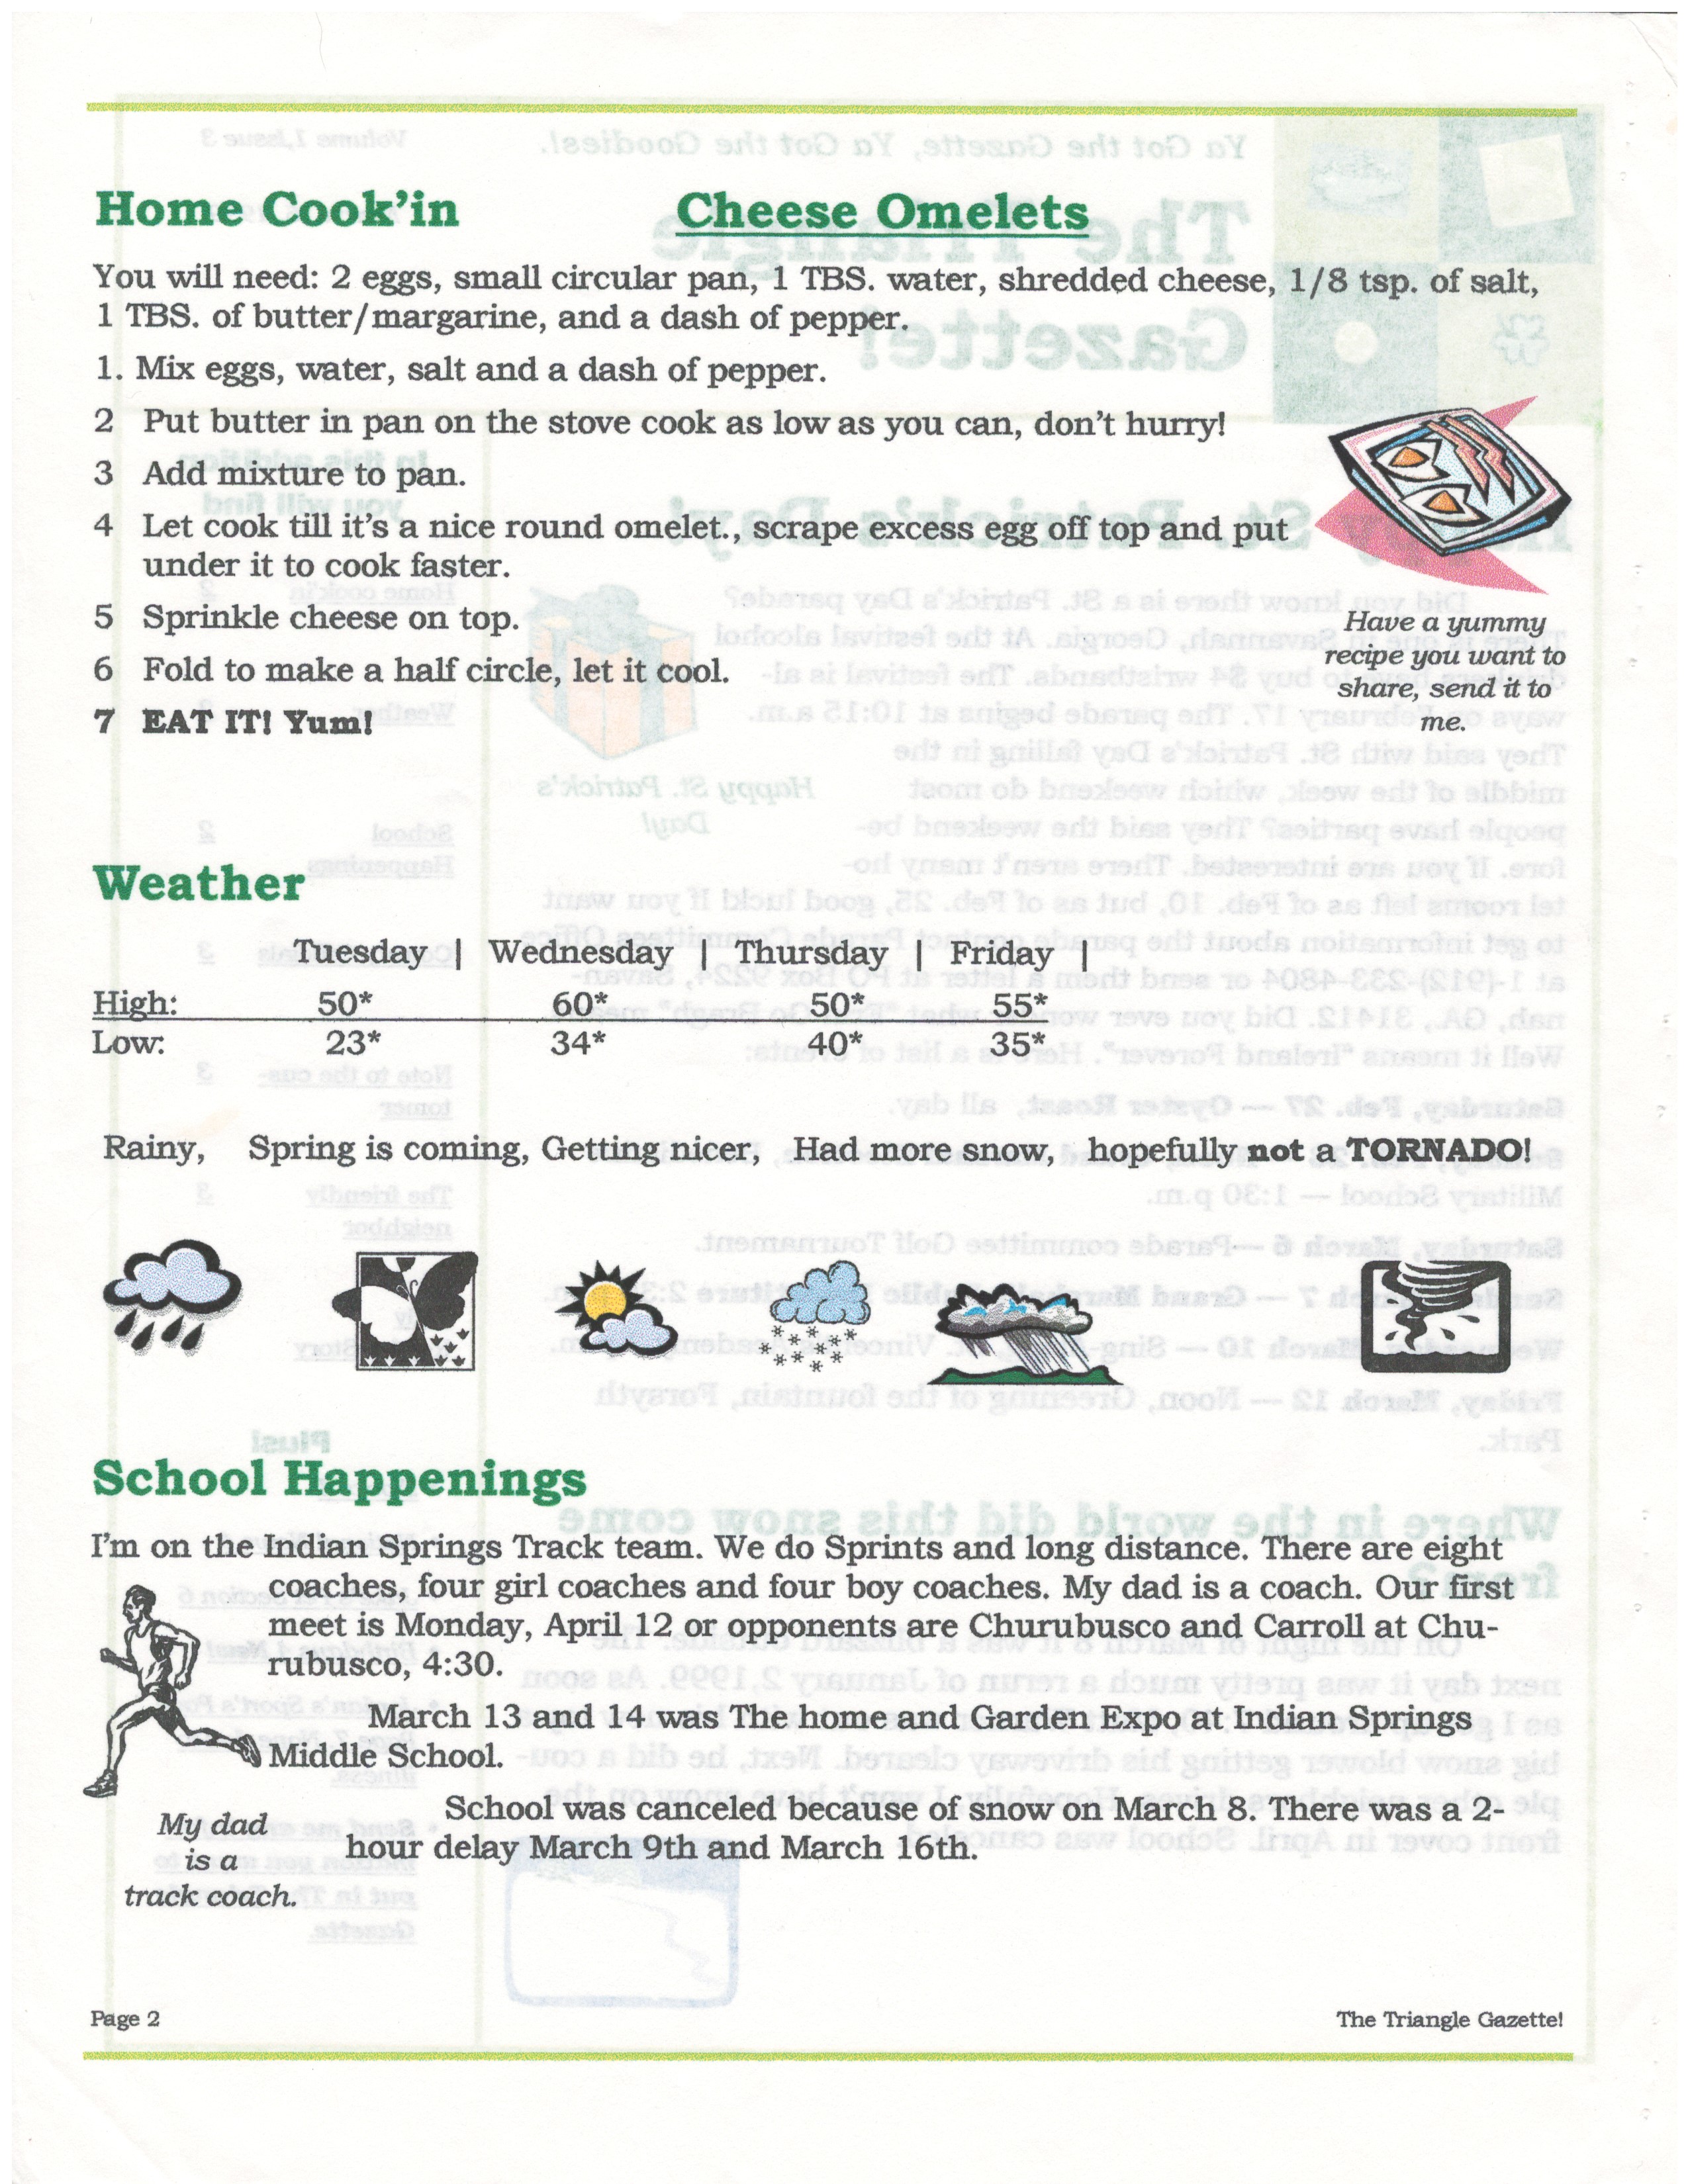 Home Cook'in Cheese Omelets
You will need: 2 eggs, small circular pan, 1 TBS. water, shredded cheese, 1/8 tsp. of salt,
1 TBS. of butter/margarine, and a dash of pepper.
1. Mix eggs, water, salt and a dash of pepper.
2 Put butter in pan on the stove cook as low as you can, don't hurry!
3 Add mixture to pan.
4 Let cook till it's a nice round omelet., scrape excess egg off top and put
under it to cook faster.
5 Sprinkle cheese on top.
6 Fold to make a half circle, let it cool.
7 EAT IT! Yum!
Have a yummy
recipe you want to
share, send it to
me.
Weather
Tuesday | Wednesday | Thursday | Friday |
High: 50* 60* 50* 55*
Low: 23* 34* 40* 35*
Rainy, Spring is coming, Getting nicer, Had more snow, hopefully not a TORNADO!
School Happenings
I'm on the Indian Springs Track team. We do Sprints and long distance. There are eight
coaches, four girl coaches and four boy coaches. My dad is a coach. Our first
meet is Monday, April 12 or opponents are Churubusco and Carroll at Chu-
rubusco, 4:30.
March 13 and 14 was The home and Garden Expo at Indian Springs
Middle School.
School was canceled because of snow on March 8. There was a 2-
hour delay March 9th and March 16th.
My dad
is a
track coach.
Page 2 The Triangle Gazette!